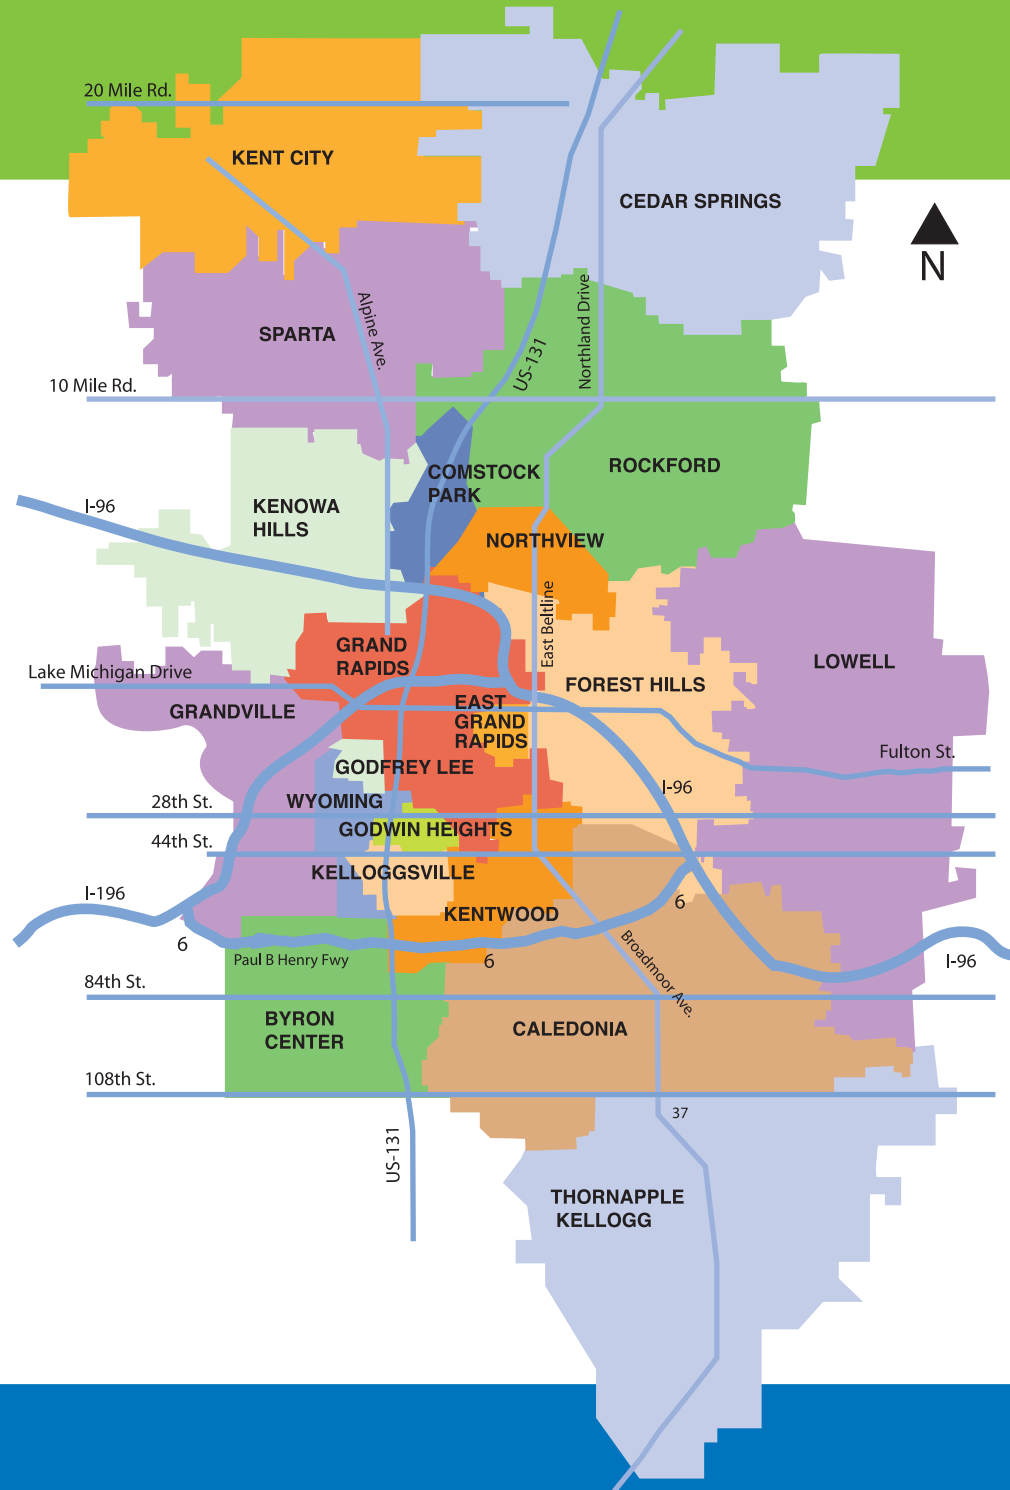 20 Mile Rd.
KENT CITY
CEDAR SPRINGS
N
Alpine Ave.
SPARTA
US-131
Northland Drive
10 Mile Rd.
COMSTOCK
PARK
ROCKFORD
I-96
KENOWA
HILLS
NORTHVIEW
East Beltline
GRAND
RAPIDS
LOWELL
Lake Michigan Drive
FOREST HILLS
GRANDVILLE
EAST
GRAND
RAPIDS
Fulton St.
GODFREY LEE
I-96
28th St.
WYOMING
GODWIN HEIGHTS
44th St.
KELLOGGSVILLE
I-196
6
KENTWOOD
6
Paul B Henry Fwy
6
Broadmoor Ave.
I-96
84th St.
BYRON
CENTER
CALEDONIA
108th St.
37
US-131
THORNAPPLE
KELLOGG